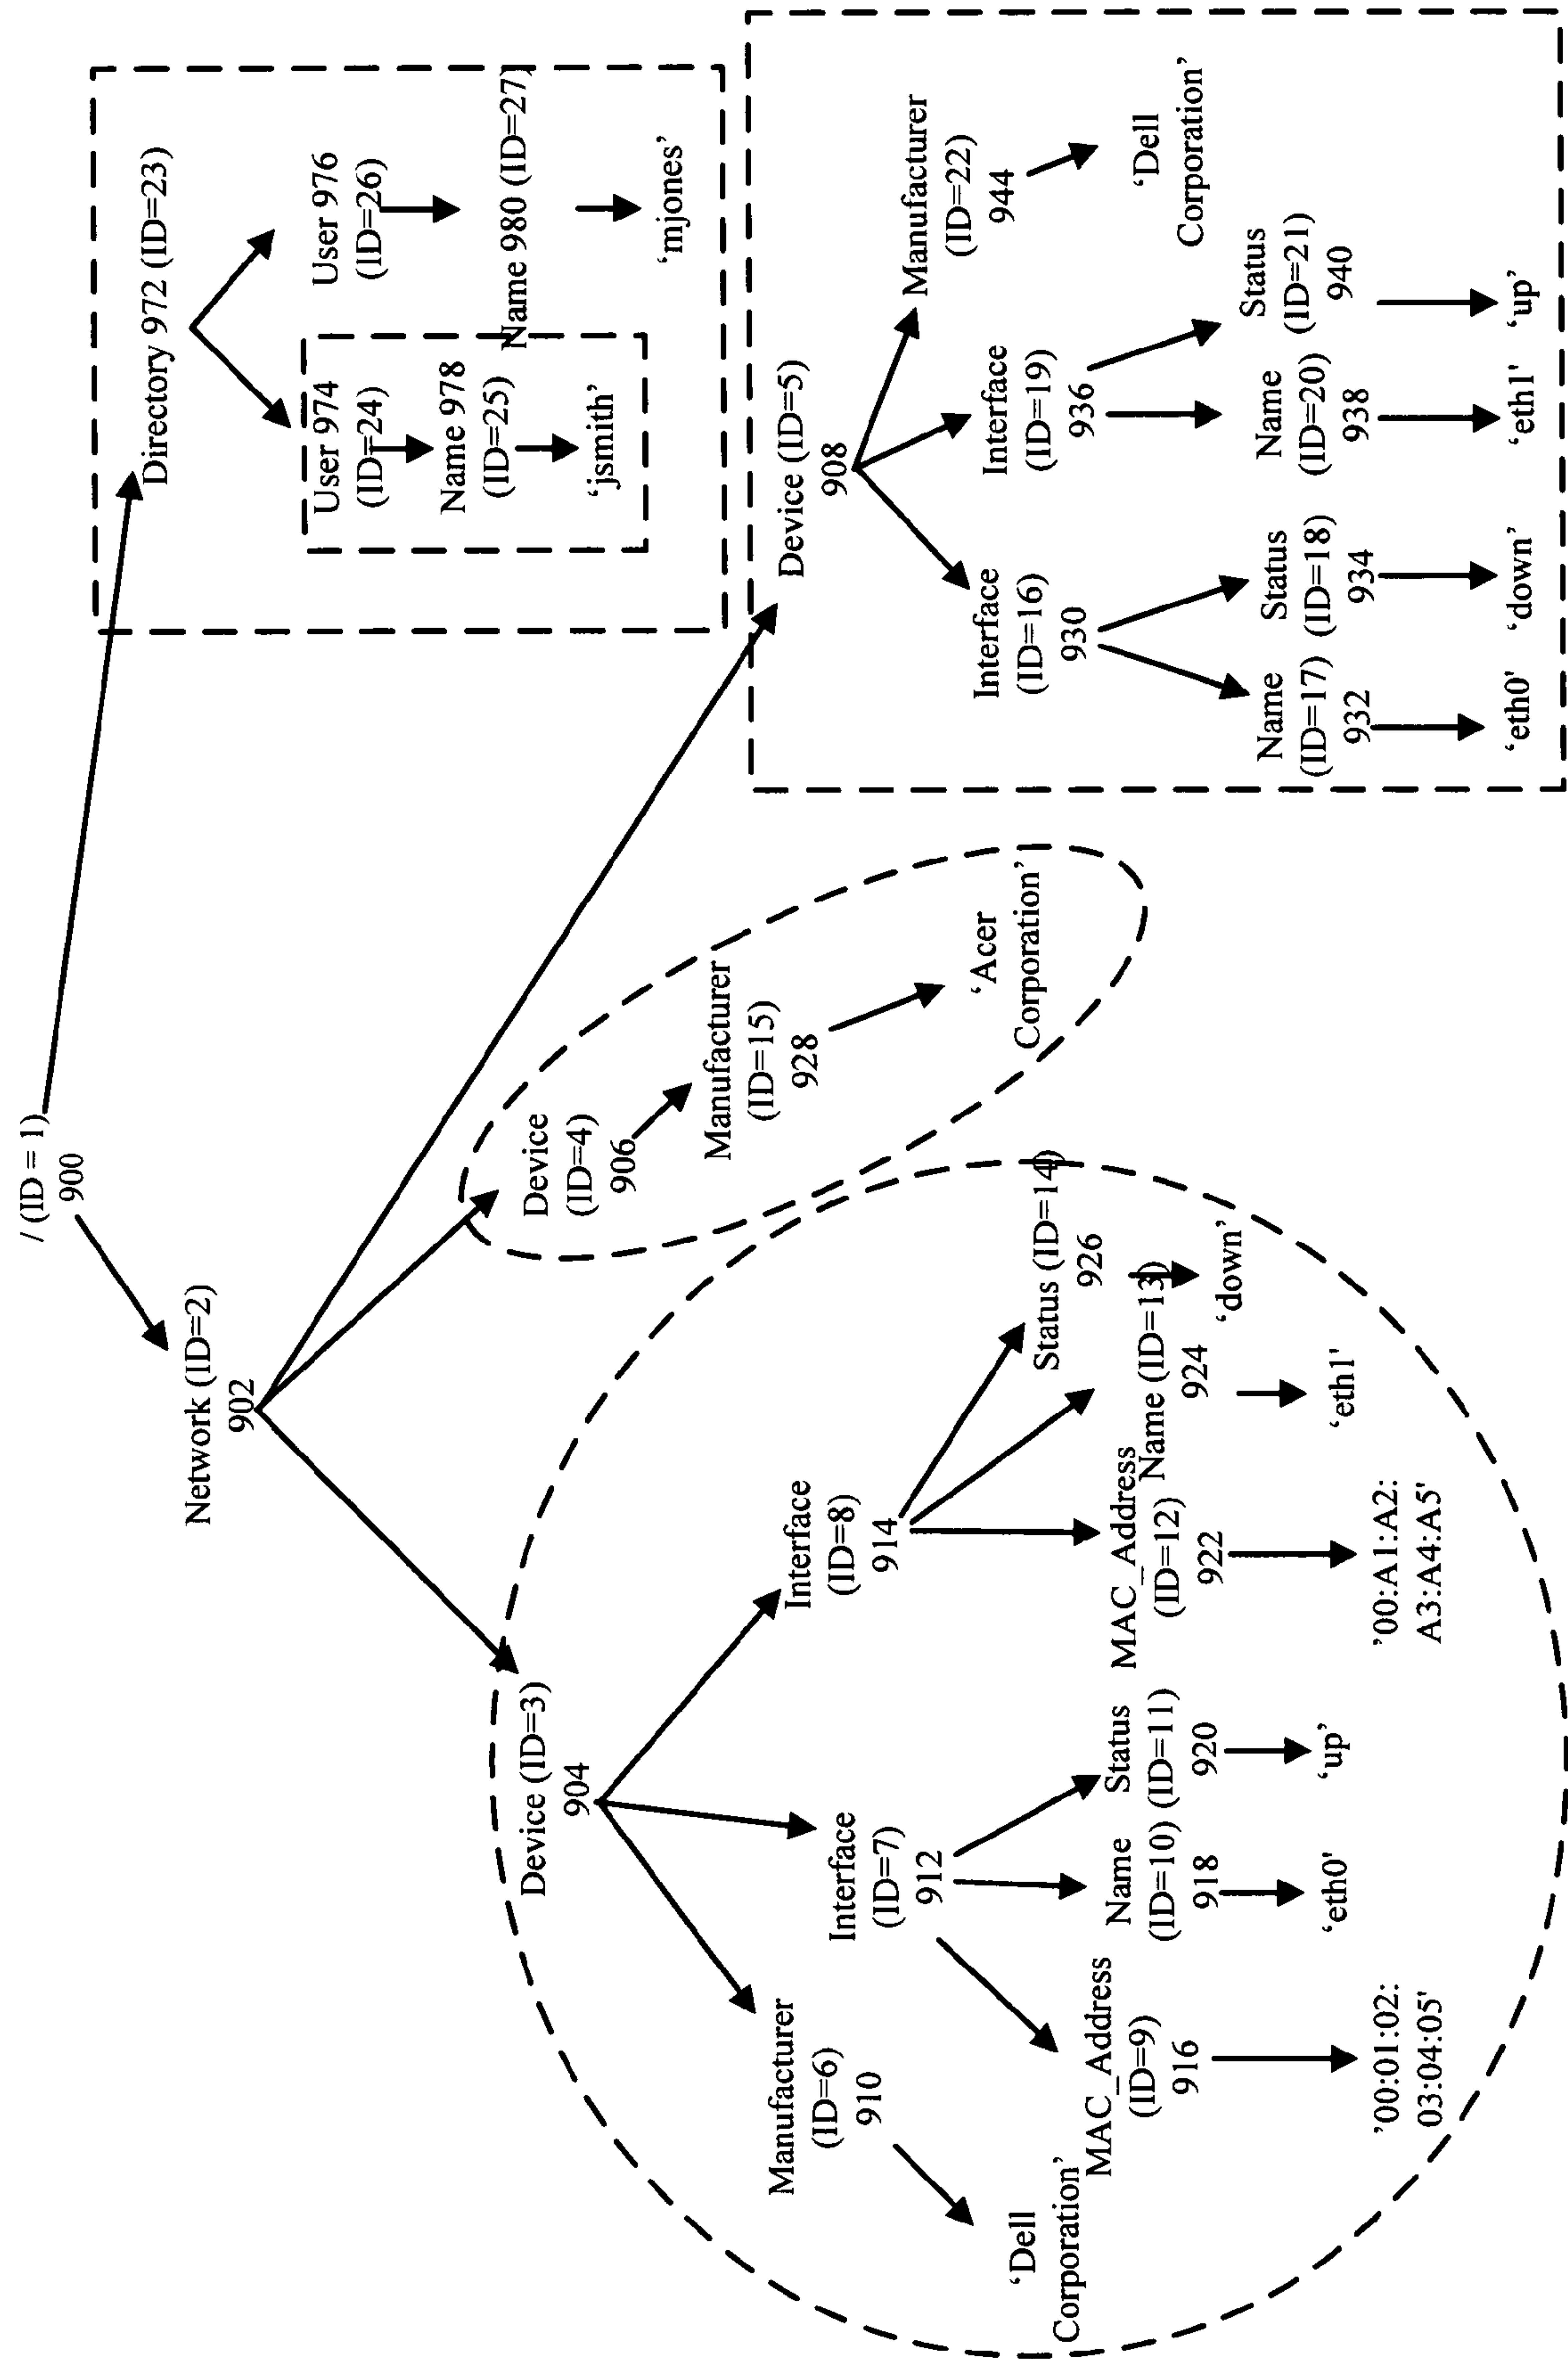 / (ID = 1)
900
Network (ID=2)
902
Directory 972 (ID=23)
User 974
(ID=24)
Name 978
(ID=25)
‘jsmith’
User 976
(ID=26)
Name 980 (ID=27)
‘mjones’
Device (ID=3)
904
Manufacturer
(ID=6)
910
‘Dell
Corporation’
Interface
(ID=7)
912
MAC_Address
(ID=9)
916
'00:01:02:
03:04:05'
Name
(ID=10)
918
‘eth0'
Status
(ID=11)
920
‘up’
Interface
(ID=8)
914
MAC_Address
(ID=12)
922
'00:A1:A2:
A3:A4:A5'
Name (ID=13)
924
‘eth1'
Status (ID=14)
926
‘down’
Device
(ID=4)
906
Manufacturer
(ID=15)
928
‘Acer
Corporation’
Device (ID=5)
908
Interface
(ID=16)
930
Name
(ID=17)
932
‘eth0'
Status
(ID=18)
934
‘down’
Interface
(ID=19)
936
Name
(ID=20)
938
‘eth1'
Status
(ID=21)
940
‘up’
Manufacturer
(ID=22)
944
‘Dell
Corporation’